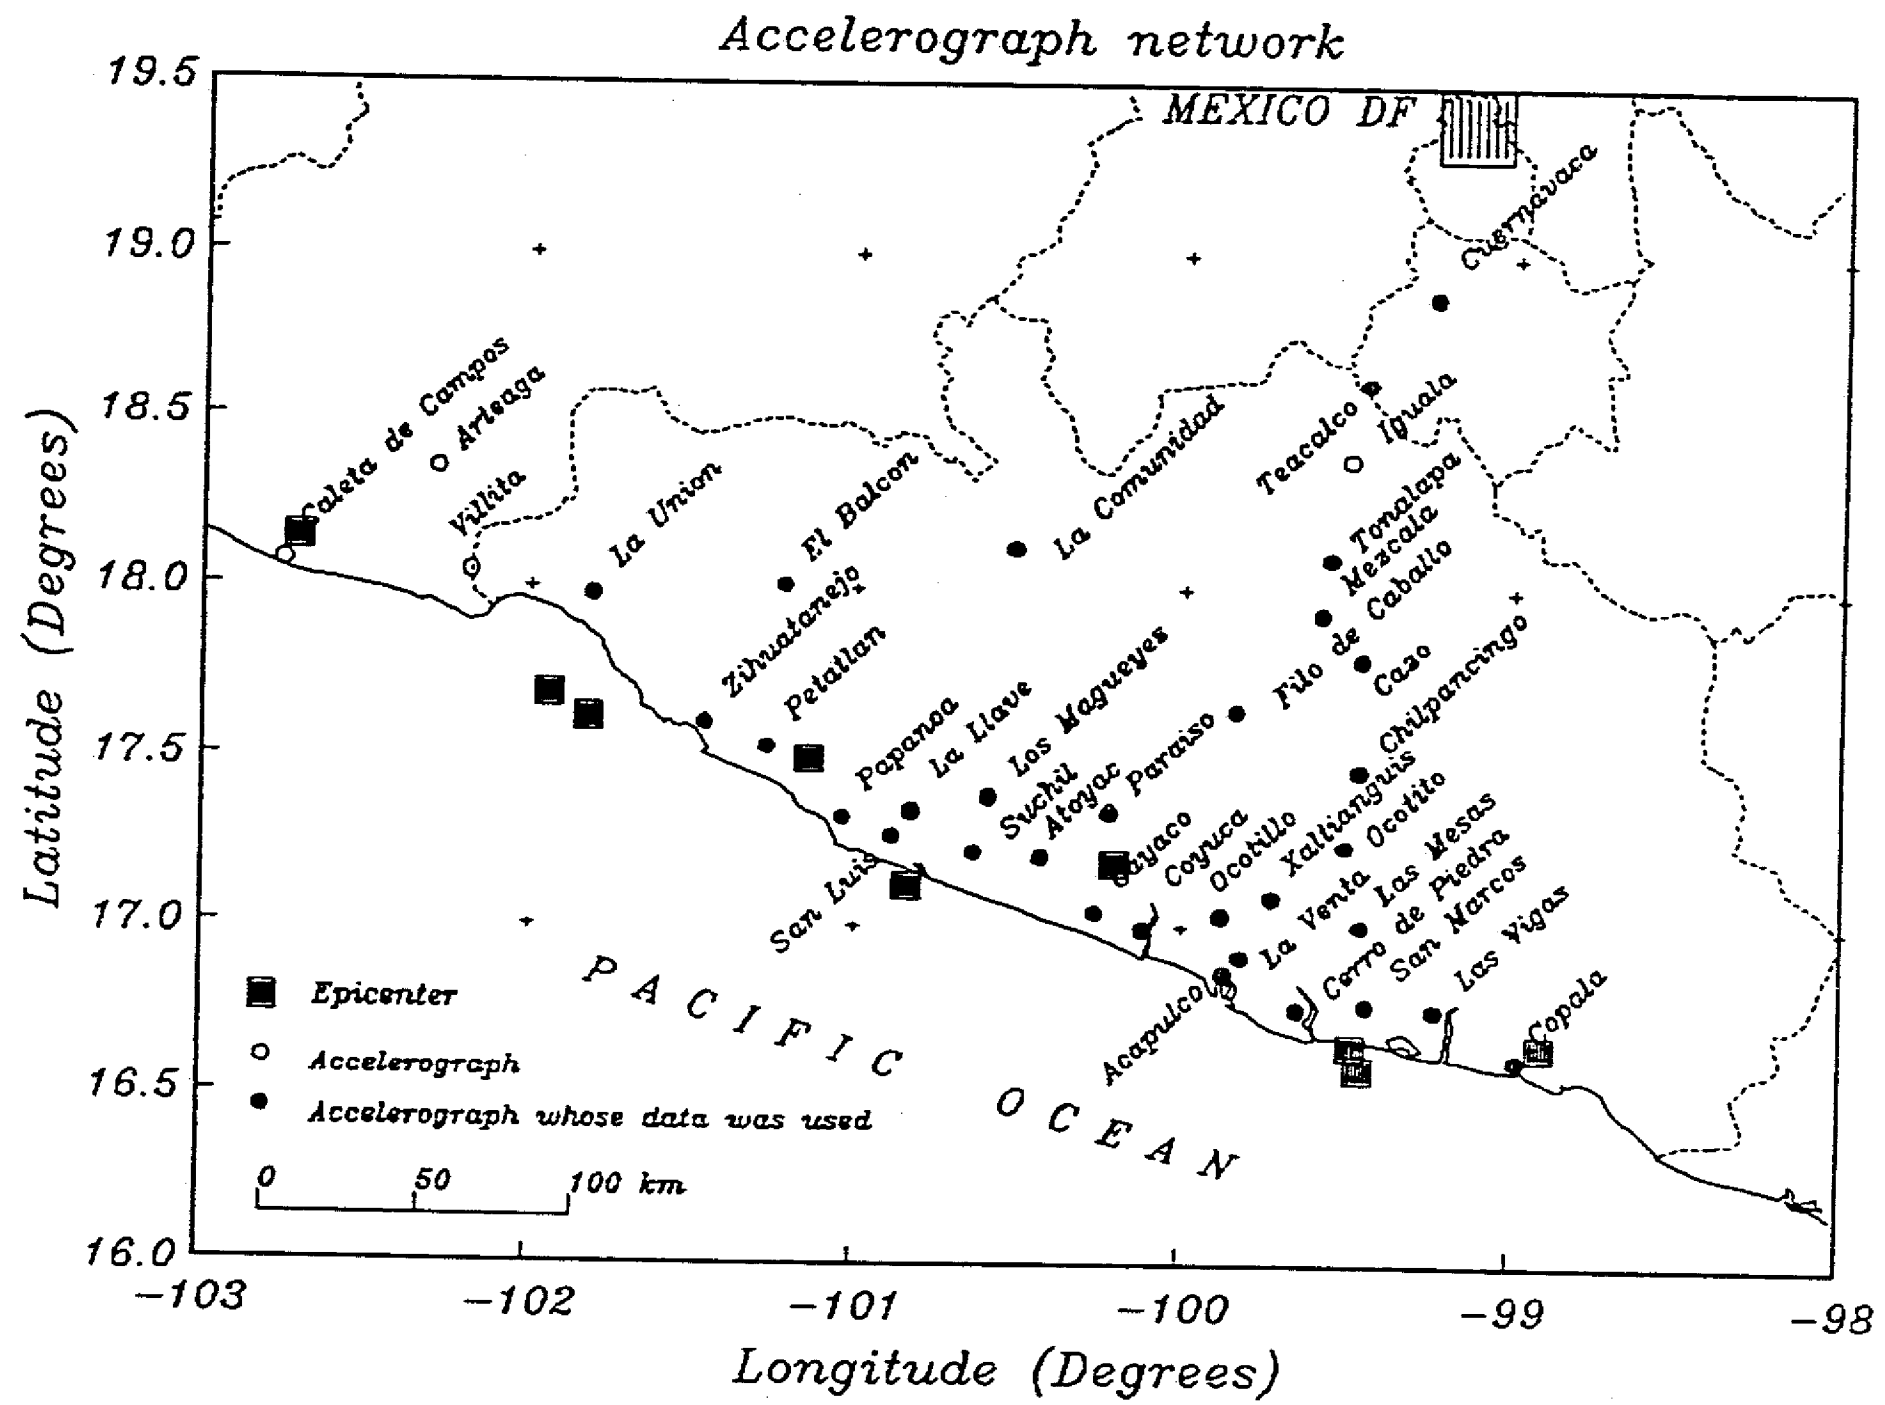 Accelerograph network
19.5
19.0
18.5
18.0
17.5
17.0
16.5
16.0
Latitude (Degrees)
MEXICO DF
Cuernavaca
Caleta de Campos
Arteaga
Villita
La Union
El Balcon
La Comunidad
Teacalco
Iguala
Tonalapa
Mezcala
Filo de Caballo
Cazo
Chilpancingo
Zihuatanejo
Petatlan
Papanoa
La Llave
Los Magueyes
Suchil
Atoyac
Paraiso
Cayaco
Coyuca
Ocotillo
Xaltianguis
Ocotito
San Luis
La Venta
Las Mesas
Cerro de Piedra
San Marcos
Las Vigas
Acapulco
Copala
PACIFIC OCEAN
Epicenter
Accelerograph
Accelerograph whose data was used
0 50 100 km
-103 -102 -101 -100 -99 -98
Longitude (Degrees)